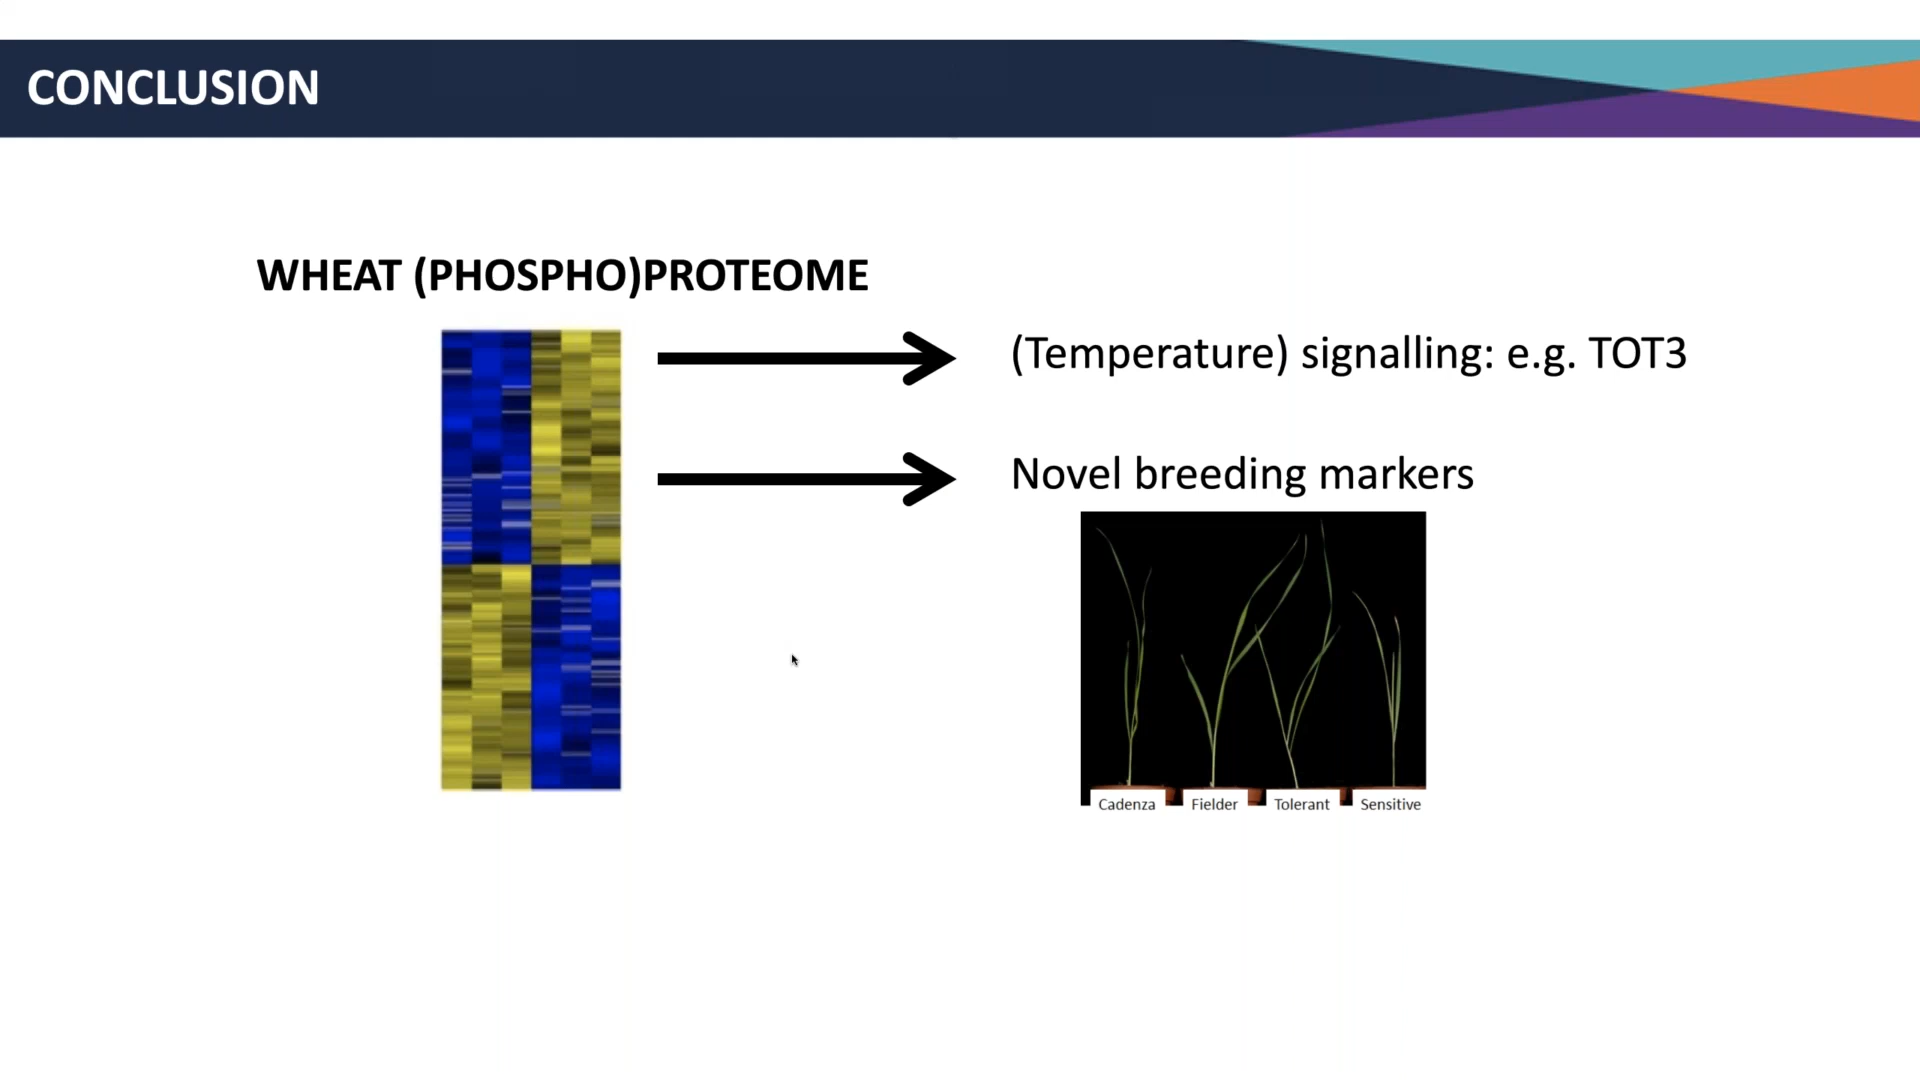 CONCLUSION
WHEAT (PHOSPHO)PROTEOME
(Temperature) signalling: e.g. TOT3
Novel breeding markers
Cadenza Fielder Tolerant Sensitive